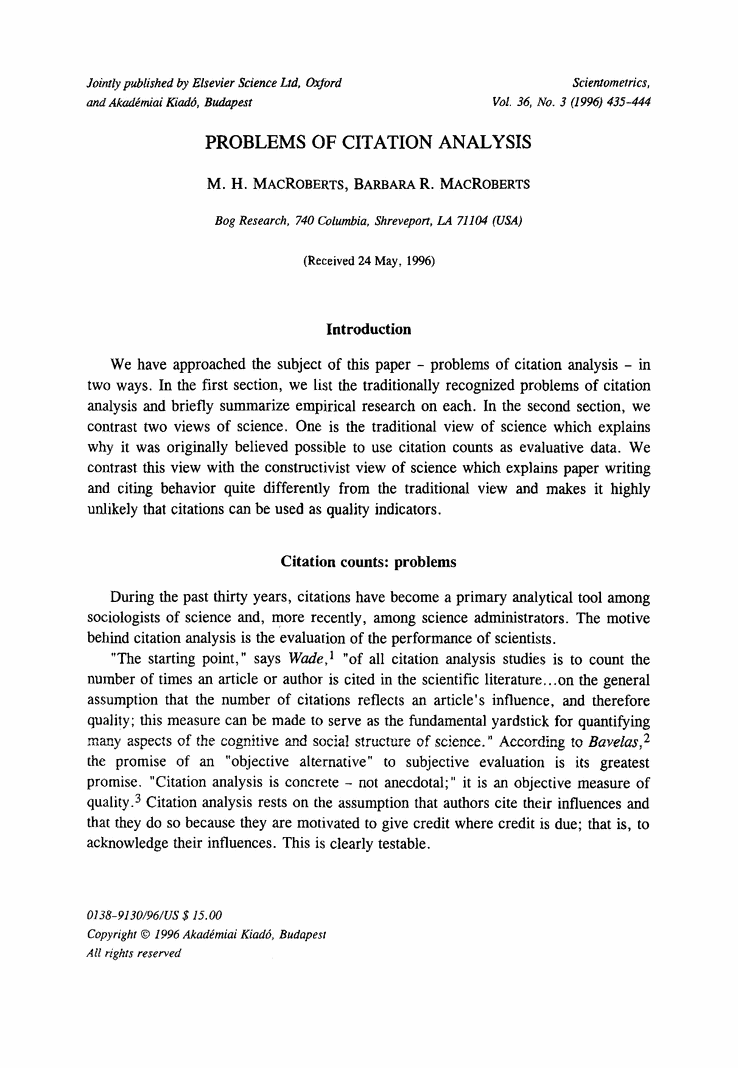 Jointly published by Elsevier Science Ltd, Oxford
and Akadémiai Kiadó, Budapest
Scientometrics,
Vol. 36, No. 3 (1996) 435–444
PROBLEMS OF CITATION ANALYSIS
M. H. MACROBERTS, BARBARA R. MACROBERTS
Bog Research, 740 Columbia, Shreveport, LA 71104 (USA)
(Received 24 May, 1996)
Introduction
We have approached the subject of this paper – problems of citation analysis – in
two ways. In the first section, we list the traditionally recognized problems of citation
analysis and briefly summarize empirical research on each. In the second section, we
contrast two views of science. One is the traditional view of science which explains
why it was originally believed possible to use citation counts as evaluative data. We
contrast this view with the constructivist view of science which explains paper writing
and citing behavior quite differently from the traditional view and makes it highly
unlikely that citations can be used as quality indicators.
Citation counts: problems
During the past thirty years, citations have become a primary analytical tool among
sociologists of science and, more recently, among science administrators. The motive
behind citation analysis is the evaluation of the performance of scientists.
"The starting point," says Wade,1 "of all citation analysis studies is to count the
number of times an article or author is cited in the scientific literature...on the general
assumption that the number of citations reflects an article's influence, and therefore
quality; this measure can be made to serve as the fundamental yardstick for quantifying
many aspects of the cognitive and social structure of science." According to Bavelas,2
the promise of an "objective alternative" to subjective evaluation is its greatest
promise. "Citation analysis is concrete – not anecdotal;" it is an objective measure of
quality.3 Citation analysis rests on the assumption that authors cite their influences and
that they do so because they are motivated to give credit where credit is due; that is, to
acknowledge their influences. This is clearly testable.
0138–9130/96/US $ 15.00
Copyright © 1996 Akadémiai Kiadó, Budapest
All rights reserved